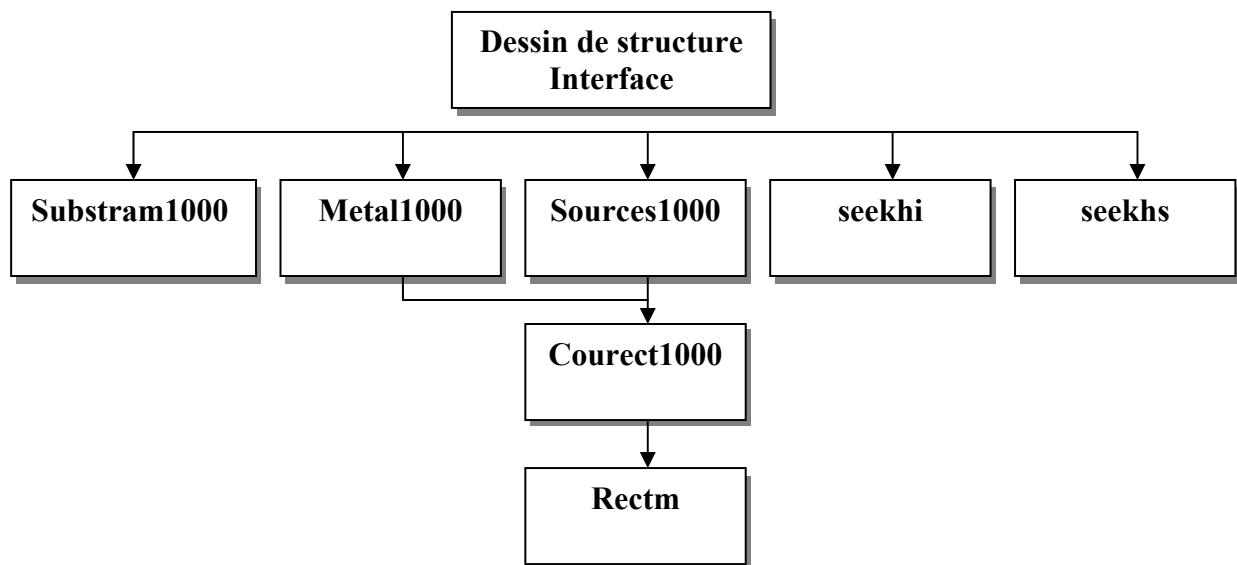 Dessin de structure
Interface
Substram1000
Metal1000
Sources1000
seekhi
seekhs
Courect1000
Rectm